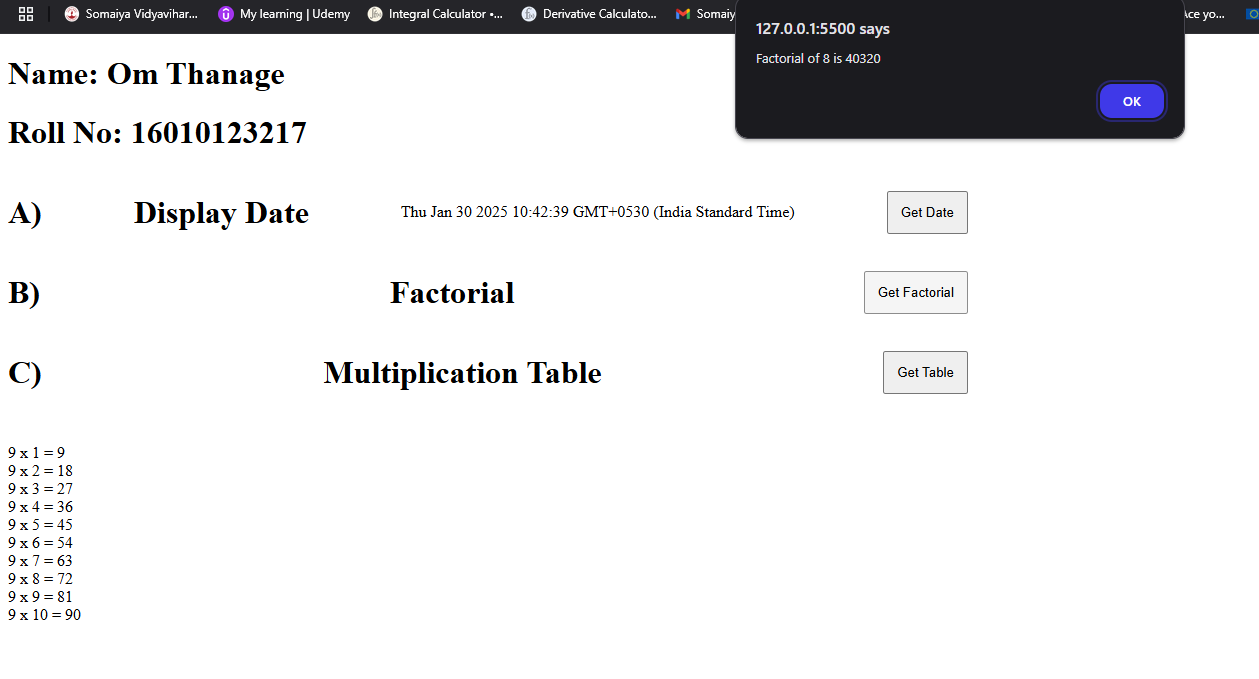 Somaiya Vidyavihar... My learning | Udemy Integral Calculator •... Derivative Calculato... Somaiy Ace yo...
127.0.0.1:5500 says
Factorial of 8 is 40320
OK
Name: Om Thanage
Roll No: 16010123217
A) Display Date Thu Jan 30 2025 10:42:39 GMT+0530 (India Standard Time) Get Date
B) Factorial Get Factorial
C) Multiplication Table Get Table
9 x 1 = 9
9 x 2 = 18
9 x 3 = 27
9 x 4 = 36
9 x 5 = 45
9 x 6 = 54
9 x 7 = 63
9 x 8 = 72
9 x 9 = 81
9 x 10 = 90